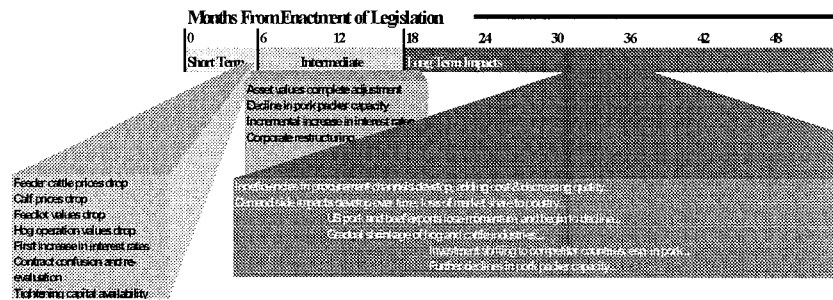 Months From Enactment of Legislation
0 6 12 18 24 30 36 42 48
Short Term Intermediate Long Term Impacts
Asset values complete adjustment
Decline in pork packer capacity
Incremental increase in interest rates
Corporate restructuring
Feeder cattle prices drop
Calf prices drop
Feedlot values drop
Hog operation values drop
First increase in interest rates
Contract confusion and re-
evaluation
Tightening capital availability
Inefficiencies in procurement channels develop, adding cost & decreasing quality...
Demand side impacts develop over time, loss of market share to poultry...
US pork and beef exports lose momentum and begin to decline...
Gradual shrinkage of hog and cattle industries...
Investment shifting to competitor countries, esp. in pork...
Further declines in pork packer capacity...